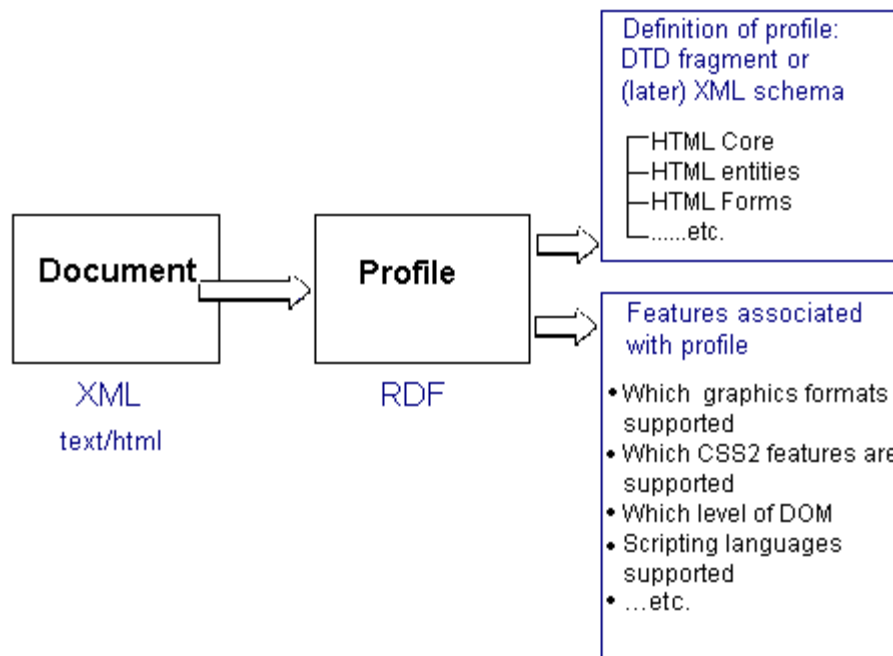 Document
XML
text/html
Profile
RDF
Definition of profile:
DTD fragment or
(later) XML schema
HTML Core
HTML entities
HTML Forms
......etc.
Features associated
with profile
• Which graphics formats
supported
• Which CSS2 features are
supported
• Which level of DOM
• Scripting languages
supported
• ...etc.